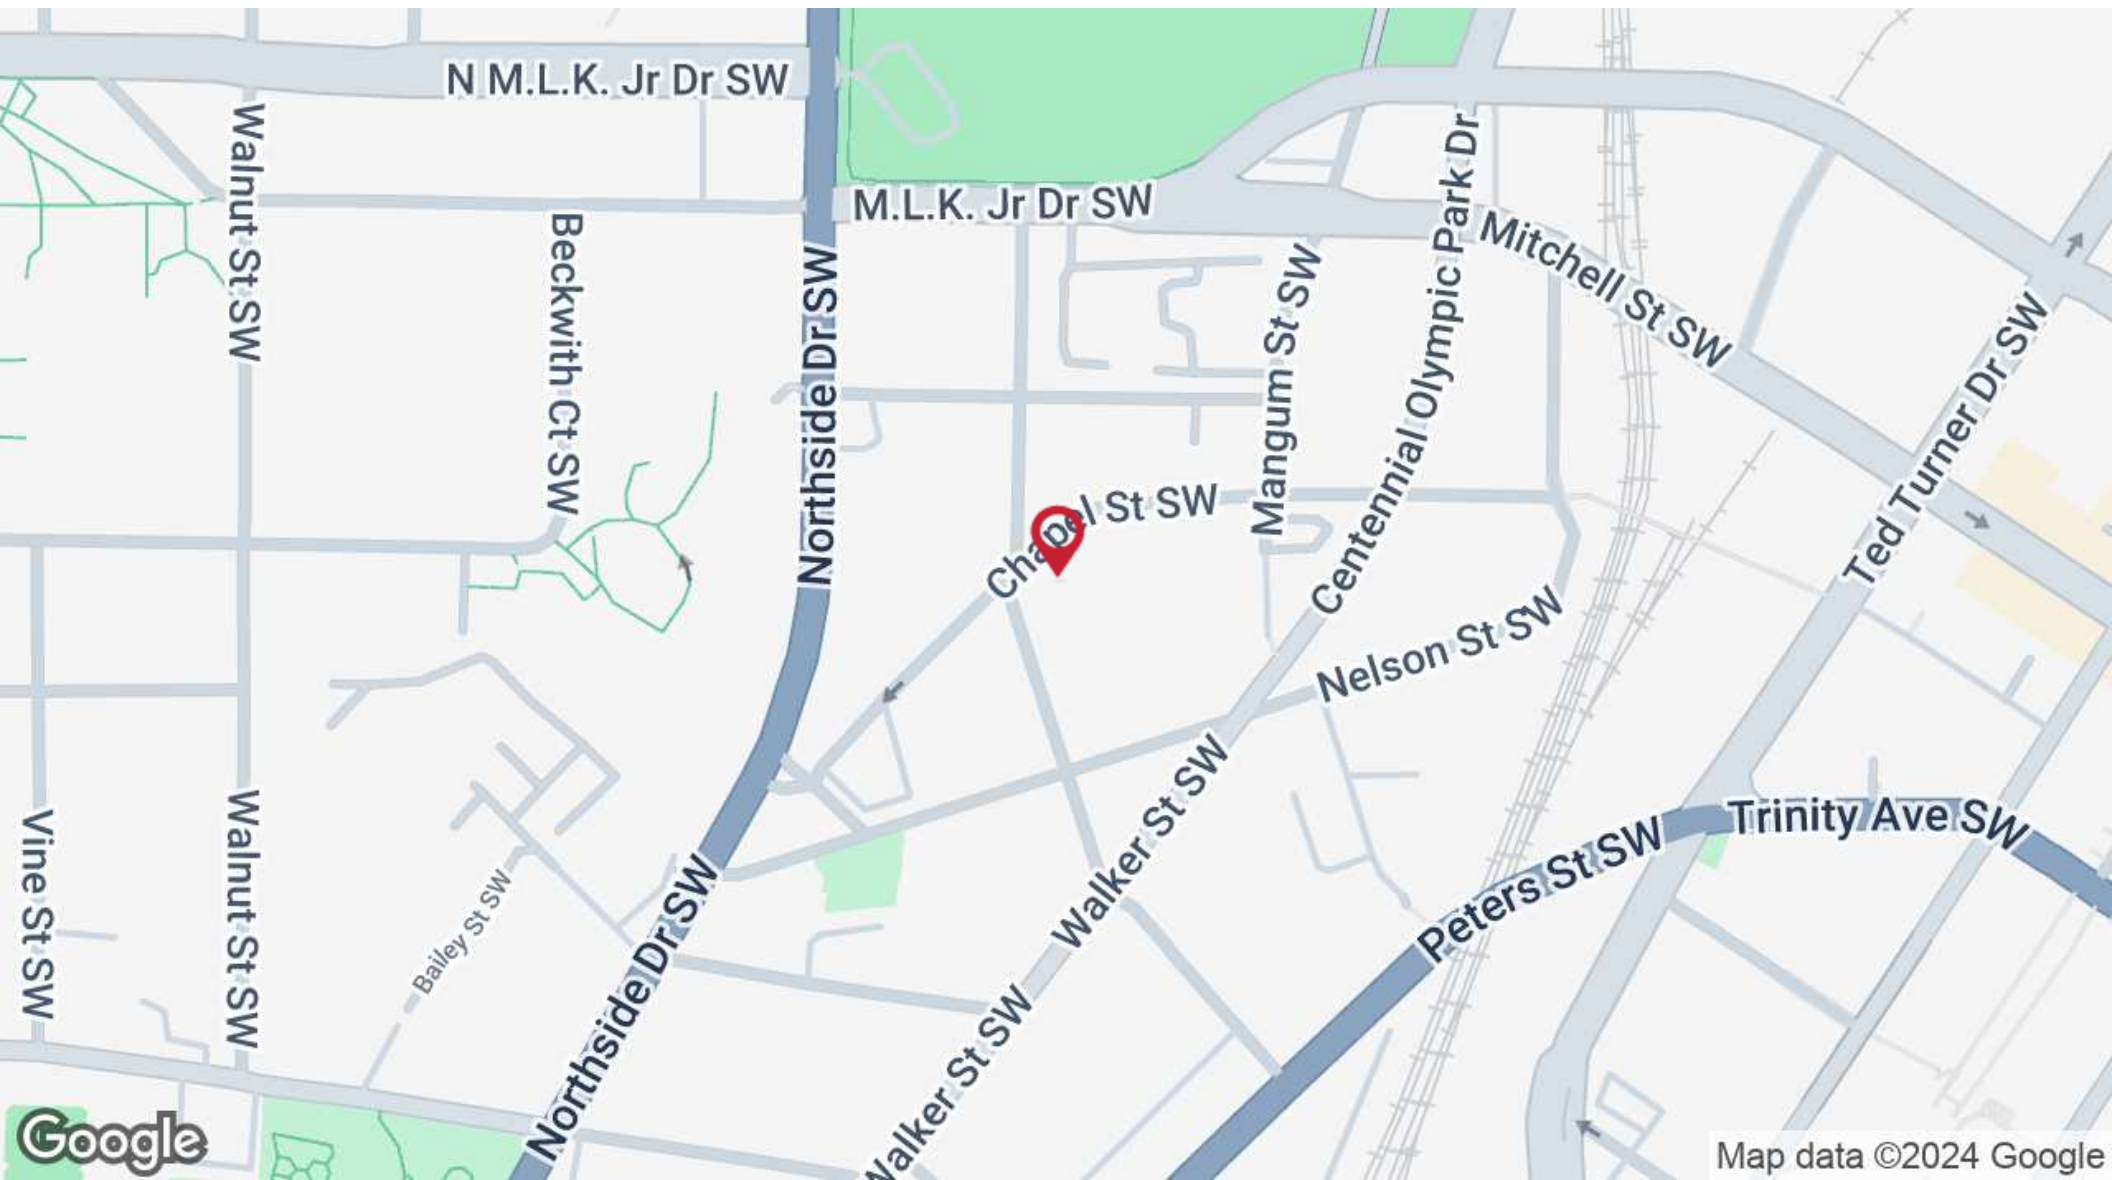 N M.L.K. Jr Dr SW
Walnut St SW
M.L.K. Jr Dr SW
Centennial Olympic Park Dr
Mitchell St SW
Beckwith Ct SW
Northside Dr SW
Mangum St SW
Ted Turner Dr SW
Chapel St SW
Nelson St SW
Walker St SW
Trinity Ave SW
Peters St SW
Vine St SW
Walnut St SW
Bailey St SW
Northside Dr SW
Walker St SW
Google
Map data ©2024 Google